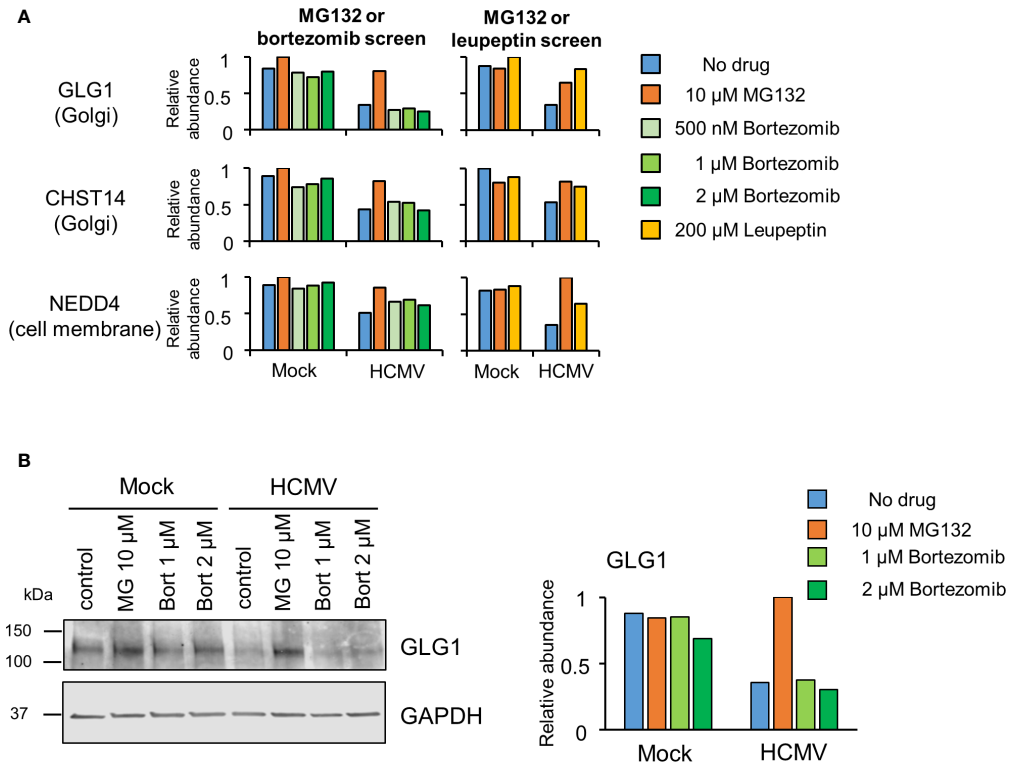 A
MG132 or
bortezomib screen
MG132 or
leupeptin screen
GLG1
(Golgi)
Relative
abundance
1
0.5
0
No drug
10 µM MG132
500 nM Bortezomib
1 µM Bortezomib
2 µM Bortezomib
200 µM Leupeptin
CHST14
(Golgi)
Relative
abundance
1
0.5
0
NEDD4
(cell membrane)
Relative
abundance
1
0.5
0
Mock
HCMV
Mock
HCMV
B
Mock
HCMV
control
MG 10 µM
Bort 1 µM
Bort 2 µM
control
MG 10 µM
Bort 1 µM
Bort 2 µM
kDa
150
100
GLG1
37
GAPDH
No drug
10 µM MG132
1 µM Bortezomib
2 µM Bortezomib
GLG1
Relative abundance
1
0.5
0
Mock
HCMV